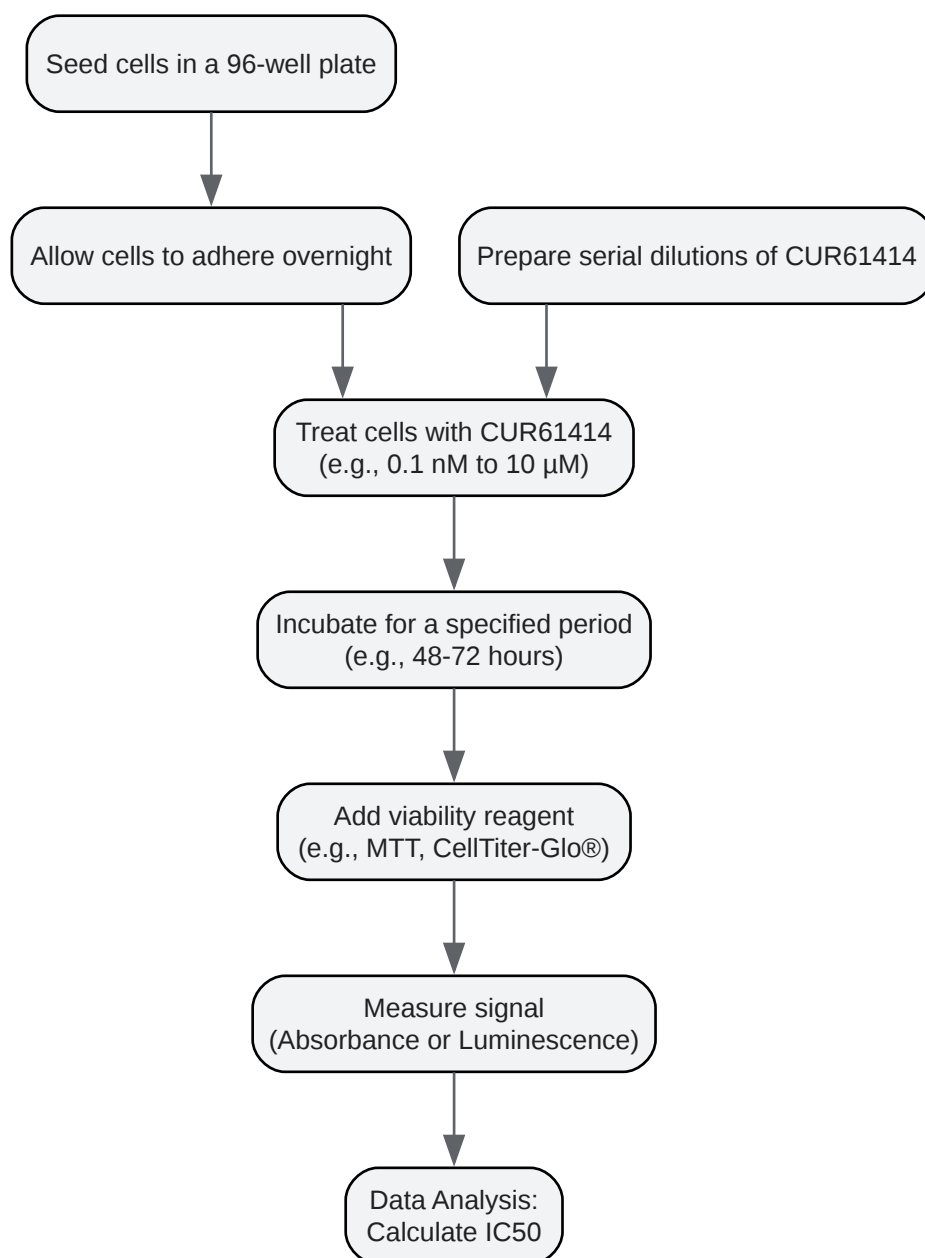 Seed cells in a 96-well plate
Allow cells to adhere overnight
Prepare serial dilutions of CUR61414
Treat cells with CUR61414
(e.g., 0.1 nM to 10 µM)
Incubate for a specified period
(e.g., 48-72 hours)
Add viability reagent
(e.g., MTT, CellTiter-Glo®)
Measure signal
(Absorbance or Luminescence)
Data Analysis:
Calculate IC50